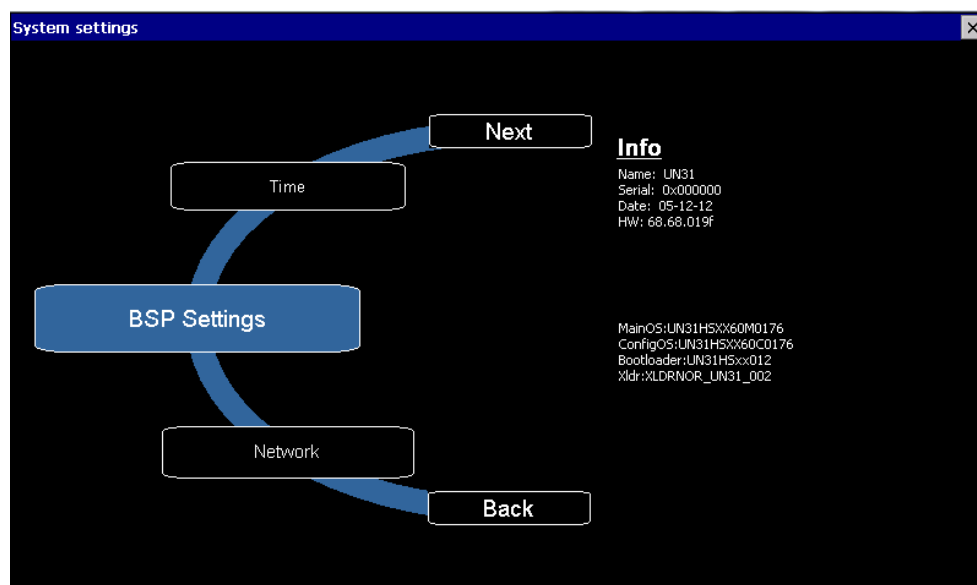 System settings
Next
Time
BSP Settings
Network
Back
Info
Name: UN31
Serial: 0x000000
Date: 05-12-12
HW: 68.68.019f
MainOS:UN31HSXX60M0176
ConfigOS:UN31HSXX60C0176
Bootloader:UN31HSxx012
Xldr:XLDRNOR_UN31_002